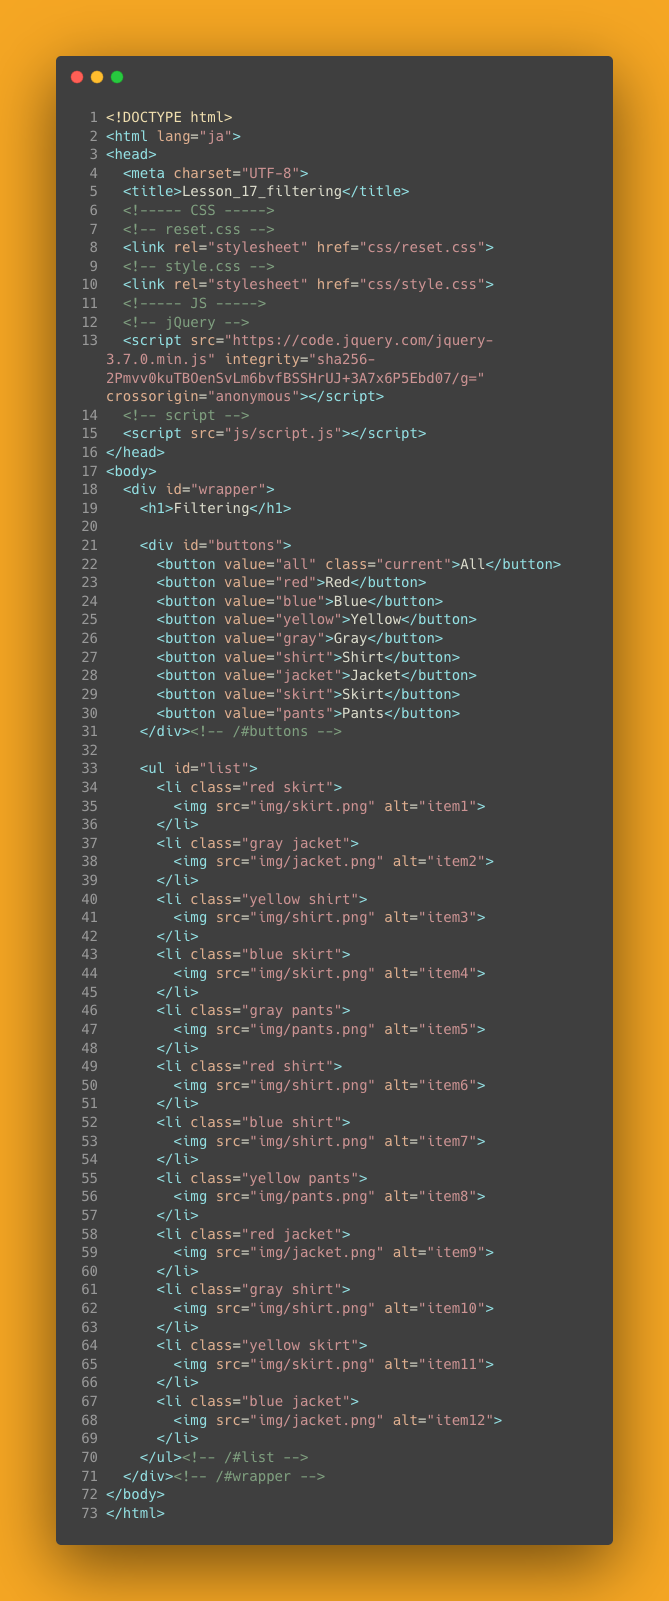 1 <!DOCTYPE html>
2 <html lang="ja">
3 <head>
4   <meta charset="UTF-8">
5   <title>Lesson_17_filtering</title>
6   <!----- CSS ----->
7   <!-- reset.css -->
8   <link rel="stylesheet" href="css/reset.css">
9   <!-- style.css -->
10   <link rel="stylesheet" href="css/style.css">
11   <!----- JS ----->
12   <!-- jQuery -->
13   <script src="https://code.jquery.com/jquery-
3.7.0.min.js" integrity="sha256-
2Pmvv0kuTBOenSvLm6bvfBSSHrUJ+3A7x6P5Ebd07/g="
crossorigin="anonymous"></script>
14   <!-- script -->
15   <script src="js/script.js"></script>
16 </head>
17 <body>
18   <div id="wrapper">
19     <h1>Filtering</h1>
20
21     <div id="buttons">
22       <button value="all" class="current">All</button>
23       <button value="red">Red</button>
24       <button value="blue">Blue</button>
25       <button value="yellow">Yellow</button>
26       <button value="gray">Gray</button>
27       <button value="shirt">Shirt</button>
28       <button value="jacket">Jacket</button>
29       <button value="skirt">Skirt</button>
30       <button value="pants">Pants</button>
31     </div><!-- /#buttons -->
32
33     <ul id="list">
34       <li class="red skirt">
35         <img src="img/skirt.png" alt="item1">
36       </li>
37       <li class="gray jacket">
38         <img src="img/jacket.png" alt="item2">
39       </li>
40       <li class="yellow shirt">
41         <img src="img/shirt.png" alt="item3">
42       </li>
43       <li class="blue skirt">
44         <img src="img/skirt.png" alt="item4">
45       </li>
46       <li class="gray pants">
47         <img src="img/pants.png" alt="item5">
48       </li>
49       <li class="red shirt">
50         <img src="img/shirt.png" alt="item6">
51       </li>
52       <li class="blue shirt">
53         <img src="img/shirt.png" alt="item7">
54       </li>
55       <li class="yellow pants">
56         <img src="img/pants.png" alt="item8">
57       </li>
58       <li class="red jacket">
59         <img src="img/jacket.png" alt="item9">
60       </li>
61       <li class="gray shirt">
62         <img src="img/shirt.png" alt="item10">
63       </li>
64       <li class="yellow skirt">
65         <img src="img/skirt.png" alt="item11">
66       </li>
67       <li class="blue jacket">
68         <img src="img/jacket.png" alt="item12">
69       </li>
70     </ul><!-- /#list -->
71   </div><!-- /#wrapper -->
72 </body>
73 </html>